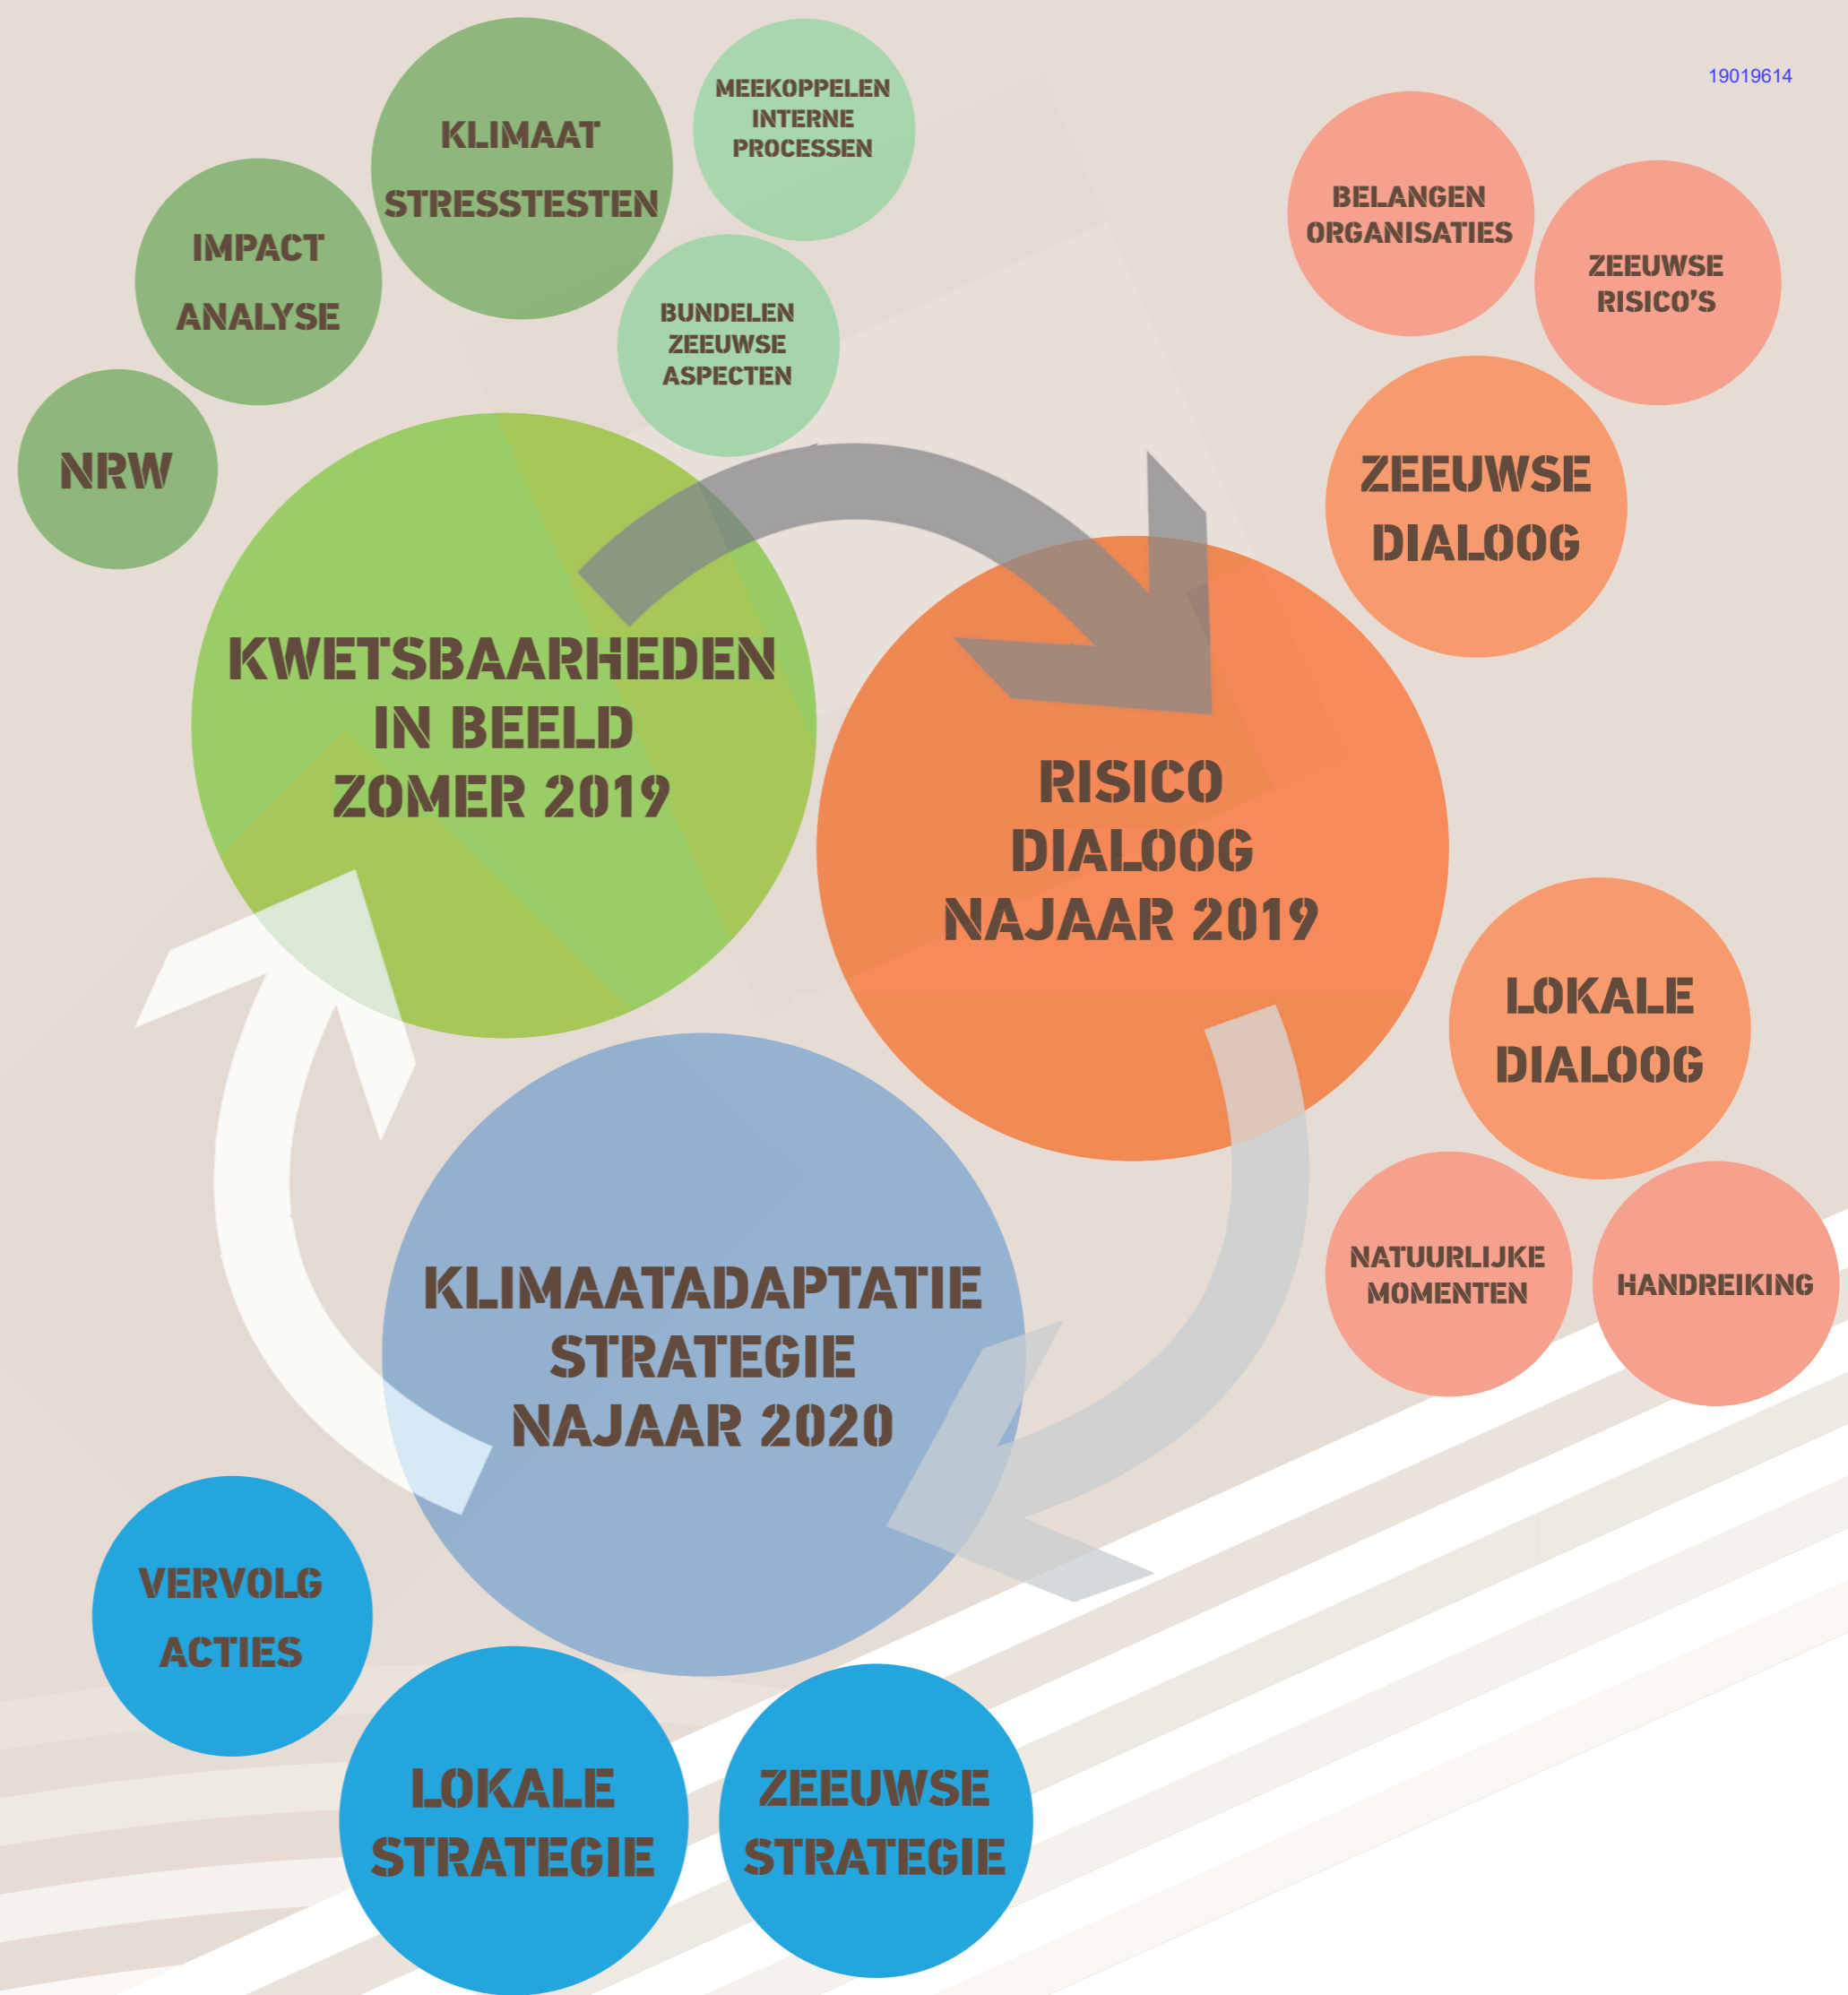 19019614
KLIMAAT
STRESSTESTEN
MEEKOPPELEN
INTERNE
PROCESSEN
IMPACT
ANALYSE
BUNDELEN
ZEEUWSE
ASPECTEN
NRW
BELANGEN
ORGANISATIES
ZEEUWSE
RISICO'S
ZEEUWSE
DIALOOG
KWETSBAARHEDEN
IN BEELD
ZOMER 2019
RISICO
DIALOOG
NAJAAR 2019
LOKALE
DIALOOG
NATUURLIJKE
MOMENTEN
HANDREIKING
KLIMAATADAPTATIE
STRATEGIE
NAJAAR 2020
VERVOLG
ACTIES
LOKALE
STRATEGIE
ZEEUWSE
STRATEGIE